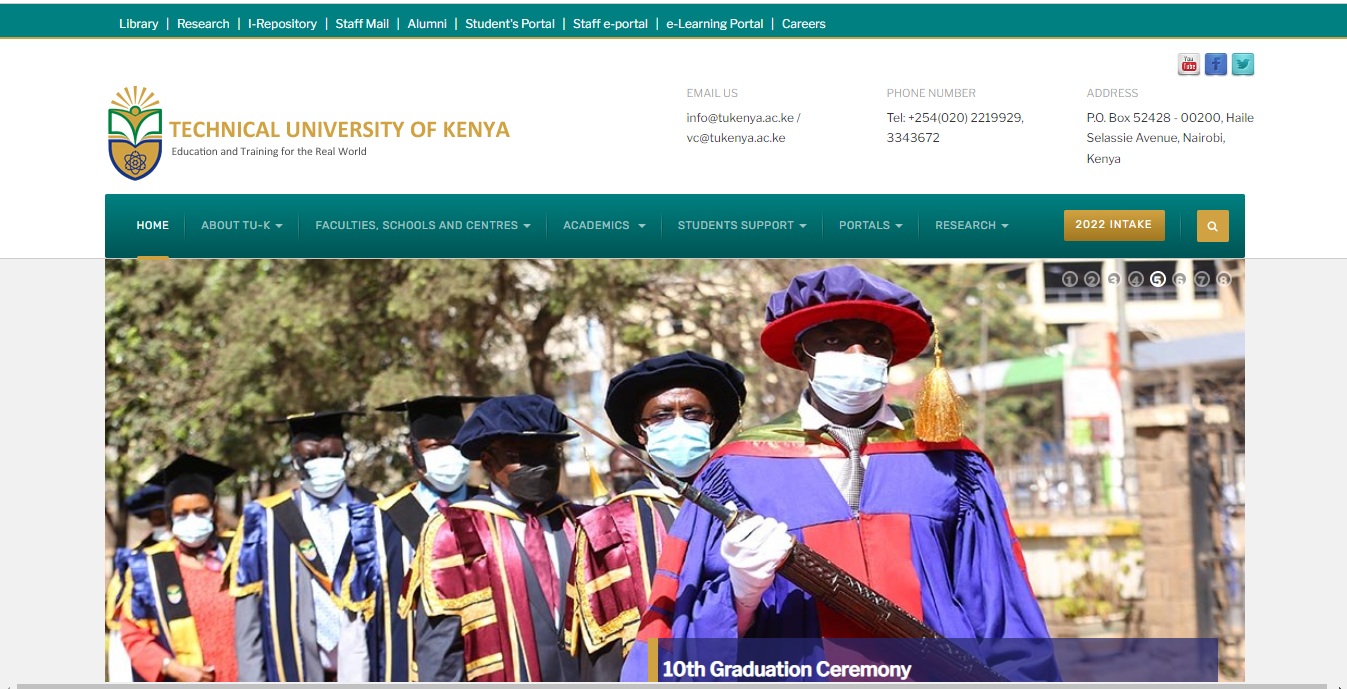 Library | Research | I-Repository | Staff Mail | Alumni | Student's Portal | Staff e-portal | e-Learning Portal | Careers
You
Tube
TECHNICAL UNIVERSITY OF KENYA
Education and Training for the Real World
EMAIL US
info@tukenya.ac.ke /
vc@tukenya.ac.ke
PHONE NUMBER
Tel: +254(020) 2219929,
3343672
ADDRESS
P.O. Box 52428 - 00200, Haile
Selassie Avenue, Nairobi,
Kenya
HOME ABOUT TU-K FACULTIES, SCHOOLS AND CENTRES ACADEMICS STUDENTS SUPPORT PORTALS RESEARCH 2022 INTAKE
1 2 3 4 5 6 7 8
10th Graduation Ceremony